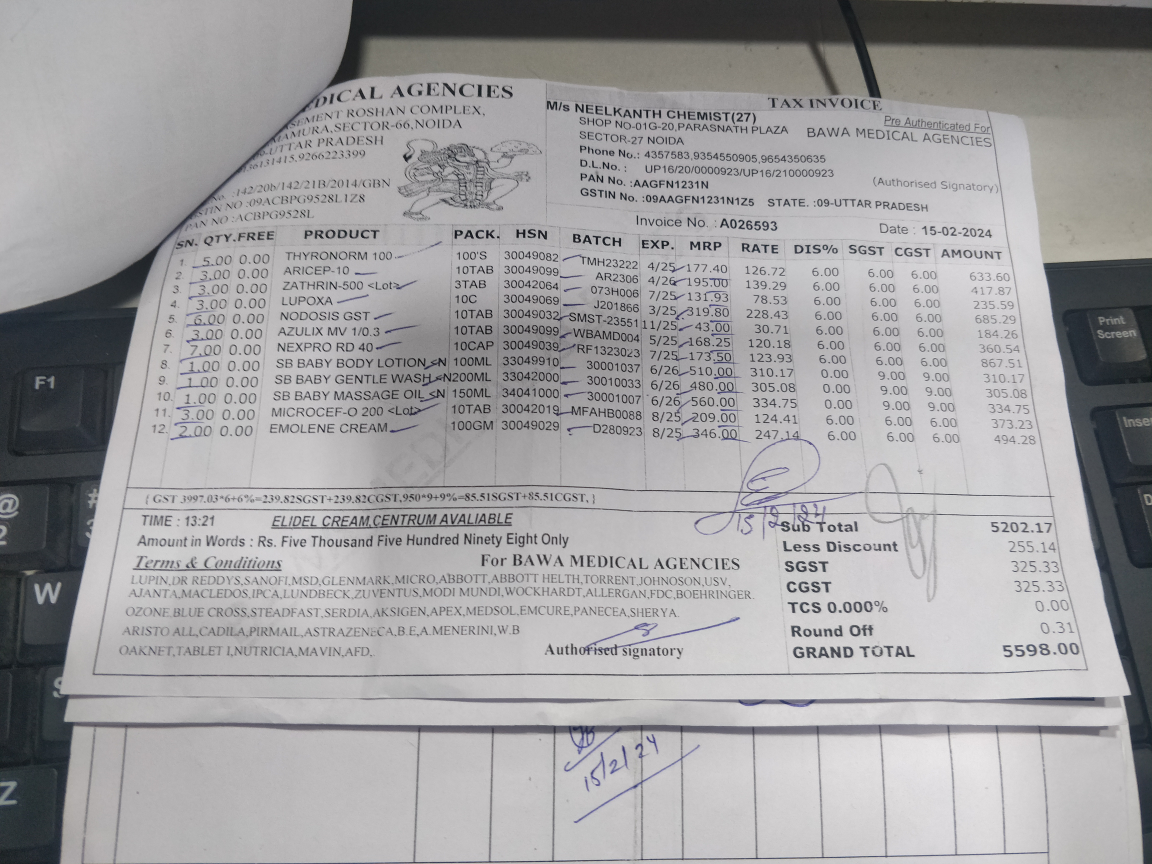 DICAL AGENCIES
SEMENT ROSHAN COMPLEX,
MAMURA,SECTOR-66,NOIDA
UTTAR PRADESH
36131415,9266223399
:142/20b/142/21B/2014/GBN
STIN NO :09ACBPG9528L1Z8
PAN NO :ACBPG9528L
TAX INVOICE
M/s NEELKANTH CHEMIST(27)
SHOP NO-01G-20,PARASNATH PLAZA
SECTOR-27 NOIDA
Phone No.: 4357583,9354550905,9654350635
D.L.No.: UP16/20/0000923/UP16/210000923
PAN No.:AAGFN1231N
GSTIN No.:09AAGFN1231N1Z5 STATE. :09-UTTAR PRADESH
Pre Authenticated For
BAWA MEDICAL AGENCIES
(Authorised Signatory)
Invoice No.: A026593 Date : 15-02-2024
SN. QTY.FREE PRODUCT PACK. HSN BATCH EXP. MRP RATE DIS% SGST CGST AMOUNT
1. 5.00 0.00 THYRONORM 100 100'S 30049082 TMH23222 4/25 177.40 126.72 6.00 6.00 6.00 633.60
2. 3.00 0.00 ARICEP-10 10TAB 30049099 AR2306 4/26 195.00 139.29 6.00 6.00 6.00 417.87
3. 3.00 0.00 ZATHRIN-500 <Lot> 3TAB 30042064 073H006 7/25 131.93 78.53 6.00 6.00 6.00 235.59
4. 3.00 0.00 LUPOXA 10C 30049069 J201866 3/25 319.80 228.43 6.00 6.00 6.00 685.29
5. 6.00 0.00 NODOSIS GST 10TAB 30049032 SMST-23551 11/25 43.00 30.71 6.00 6.00 6.00 184.26
6. 3.00 0.00 AZULIX MV 1/0.3 10TAB 30049099 WBAMD004 5/25 168.25 120.18 6.00 6.00 6.00 360.54
7. 7.00 0.00 NEXPRO RD 40 10CAP 30049039 RF1323023 7/25 173.50 123.93 6.00 6.00 6.00 867.51
8. 1.00 0.00 SB BABY BODY LOTION <N 100ML 33049910 30001037 6/26 510.00 310.17 0.00 9.00 9.00 310.17
9. 1.00 0.00 SB BABY GENTLE WASH <N 200ML 33042000 30010033 6/26 480.00 305.08 0.00 9.00 9.00 305.08
10. 1.00 0.00 SB BABY MASSAGE OIL <N 150ML 34041000 30001007 6/26 560.00 334.75 0.00 9.00 9.00 334.75
11. 3.00 0.00 MICROCEF-O 200 <Lot> 10TAB 30042019 MFAHB0088 8/25 209.00 124.41 6.00 6.00 6.00 373.23
12. 2.00 0.00 EMOLENE CREAM 100GM 30049029 D280923 8/25 346.00 247.14 6.00 6.00 6.00 494.28
{ GST 3997.03*6+6%=239.82SGST+239.82CGST,950*9+9%=85.51SGST+85.51CGST, }
15/2/24
TIME : 13:21 ELIDEL CREAM,CENTRUM AVALIABLE
Amount in Words : Rs. Five Thousand Five Hundred Ninety Eight Only
Terms & Conditions For BAWA MEDICAL AGENCIES
LUPIN,DR REDDYS,SANOFI,MSD,GLENMARK,MICRO,ABBOTT,ABBOTT HELTH,TORRENT,JOHNOSON,USV,
AJANTA,MACLEDOS,IPCA,LUNDBECK,ZUVENTUS,MODI MUNDI,WOCKHARDT,ALLERGAN,FDC,BOEHRINGER
OZONE.BLUE CROSS,STEADFAST,SERDIA,AKSIGEN,APEX,MEDSOL,EMCURE,PANECEA,SHERYA.
ARISTO ALL,CADILA,PIRMAIL,ASTRAZENECA,B.E,A.MENERINI,W.B
OAKNET,TABLET I,NUTRICIA,MAVIN,AFD,.
Authorised signatory
Sub Total 5202.17
Less Discount 255.14
SGST 325.33
CGST 325.33
TCS 0.000% 0.00
Round Off 0.31
GRAND TOTAL 5598.00
15/2/24
F1
@
2
#
3
W
S
Z
Print
Screen
Inser
D